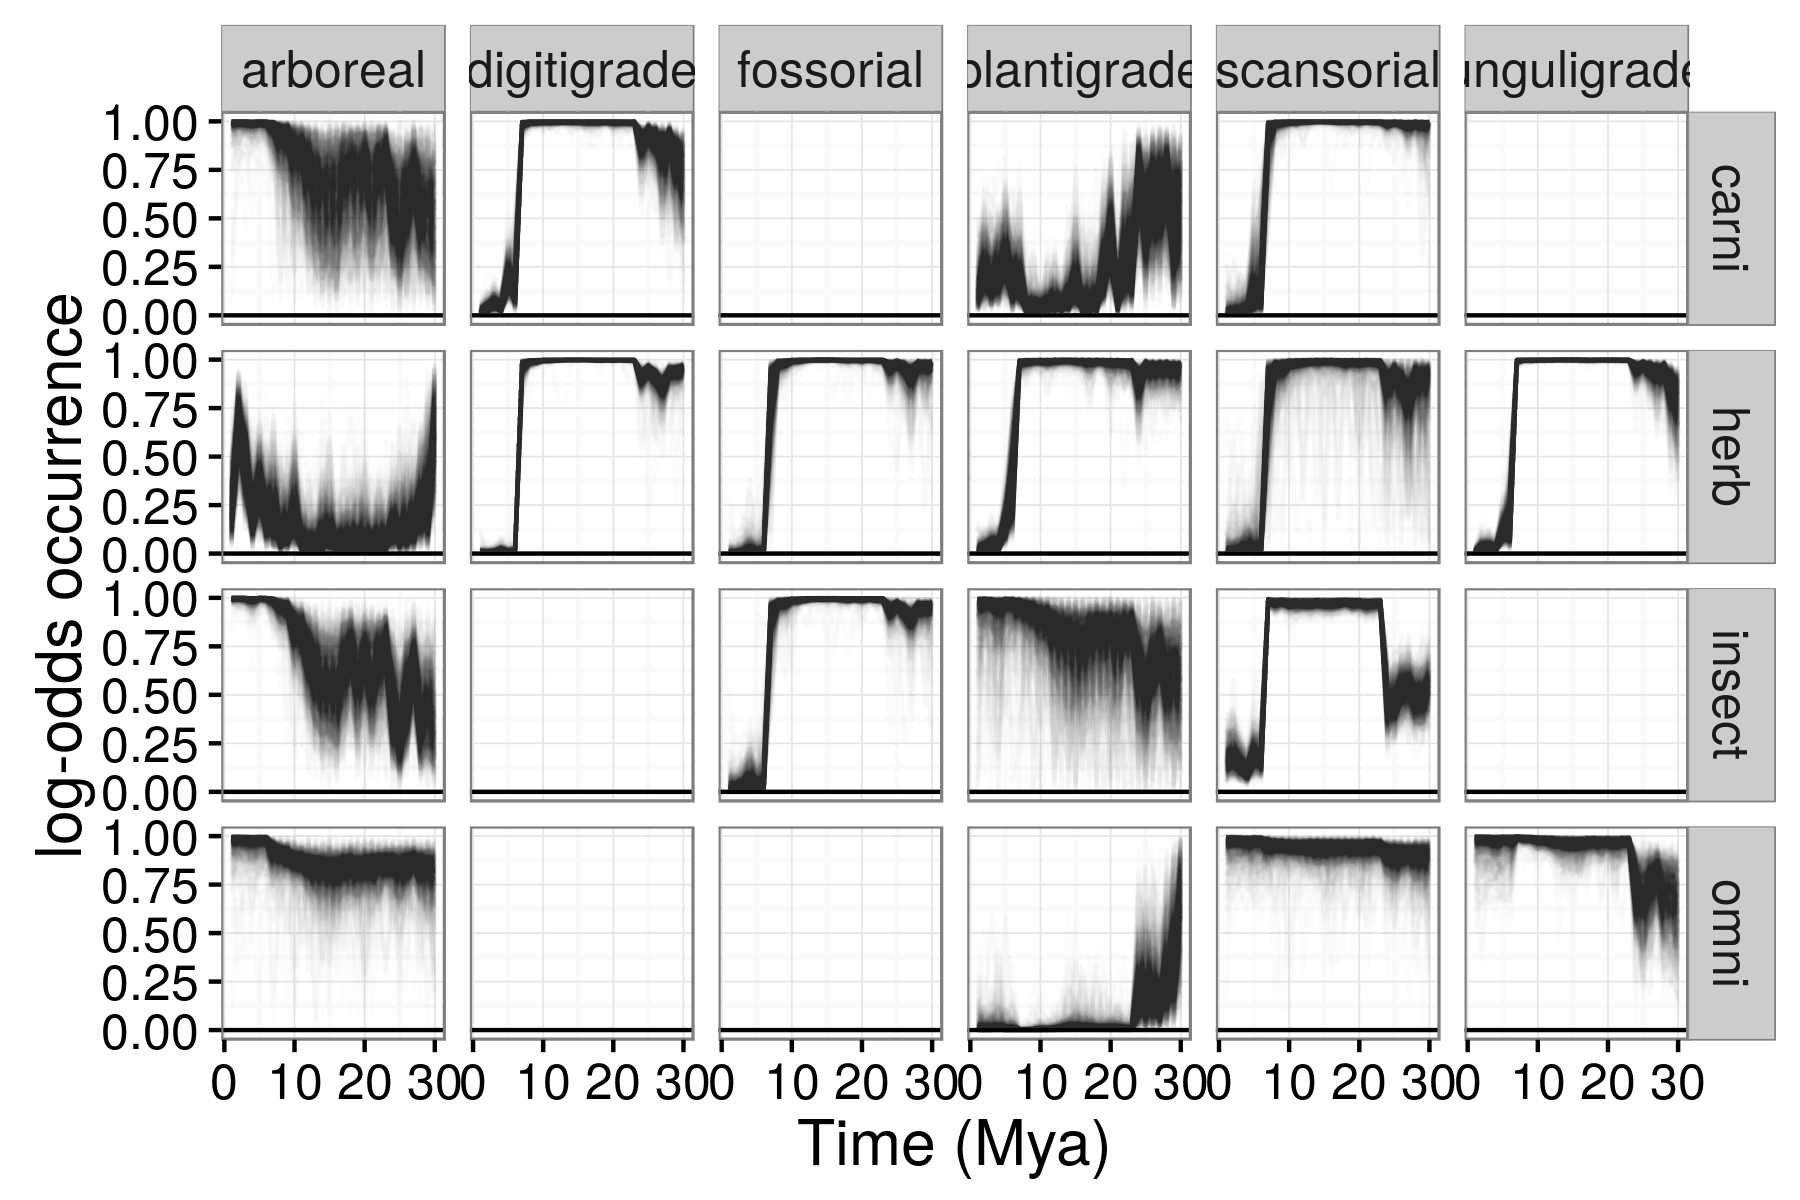 arboreal digitigrade fossorial plantigrade scansorial unguligrade
1.00
0.75
0.50
0.25
0.00
carni
1.00
0.75
0.50
0.25
0.00
herb
1.00
0.75
0.50
0.25
0.00
insect
1.00
0.75
0.50
0.25
0.00
omni
log-odds occurrence
0 10 20 30 0 10 20 30 0 10 20 30 0 10 20 30 0 10 20 30 0 10 20 30
Time (Mya)